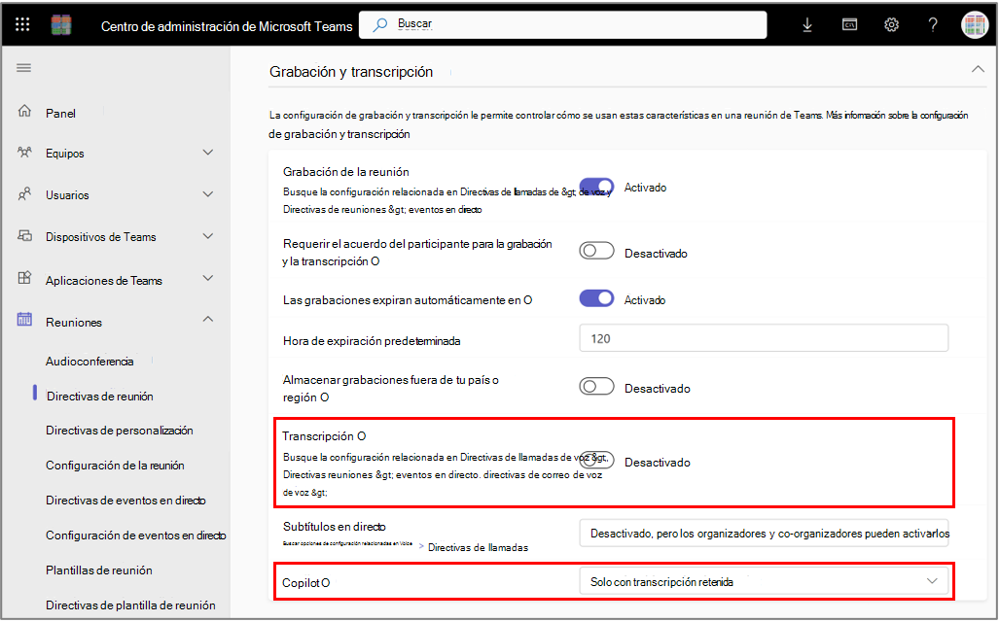 Centro de administración de Microsoft Teams
Buscar
?
Panel
Equipos
Usuarios
Dispositivos de Teams
Aplicaciones de Teams
Reuniones
Audioconferencia
Directivas de reunión
Directivas de personalización
Configuración de la reunión
Directivas de eventos en directo
Configuración de eventos en directo
Plantillas de reunión
Directivas de plantilla de reunión
Grabación y transcripción
La configuración de grabación y transcripción le permite controlar cómo se usan estas características en una reunión de Teams. Más información sobre la configuración
de grabación y transcripción
Grabación de la reunión
Busque la configuración relacionada en Directivas de llamadas de &gt; de voz y
Directivas de reuniones &gt; eventos en directo
Activado
Requerir el acuerdo del participante para la grabación
y la transcripción O
Desactivado
Las grabaciones expiran automáticamente en O
Activado
Hora de expiración predeterminada
120
Almacenar grabaciones fuera de tu país o
región O
Desactivado
Transcripción O
Busque la configuración relacionada en Directivas de llamadas de voz &gt,
Directivas reuniones &gt; eventos en directo. directivas de correo de voz
de voz &gt;
Desactivado
Subtítulos en directo
Buscar opciones de configuración relacionadas en Voice > Directivas de llamadas
Desactivado, pero los organizadores y co-organizadores pueden activarlos
Copilot O
Solo con transcripción retenida